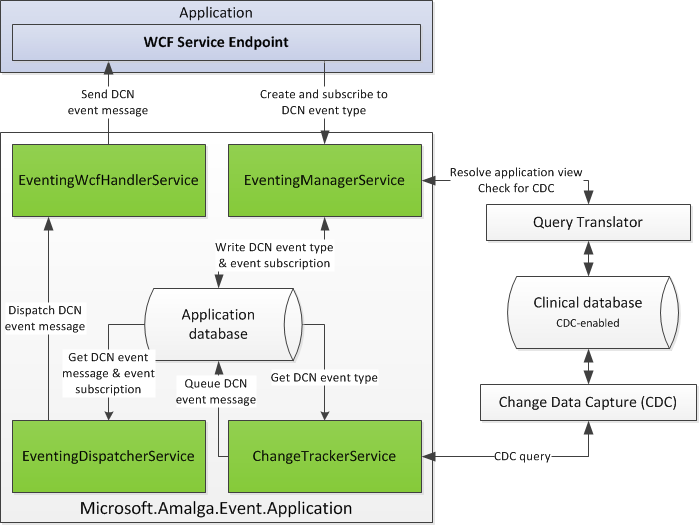 Application
WCF Service Endpoint
Send DCN
event message
Create and subscribe to
DCN event type
EventingWcfHandlerService
EventingManagerService
Resolve application view
Check for CDC
Query Translator
Write DCN event type
& event subscription
Clinical database
CDC-enabled
Application
database
Dispatch DCN
event message
Get DCN event
message & event
subscription
Queue DCN
event message
Get DCN event type
Change Data Capture (CDC)
EventingDispatcherService
ChangeTrackerService
CDC query
Microsoft.Amalga.Event.Application